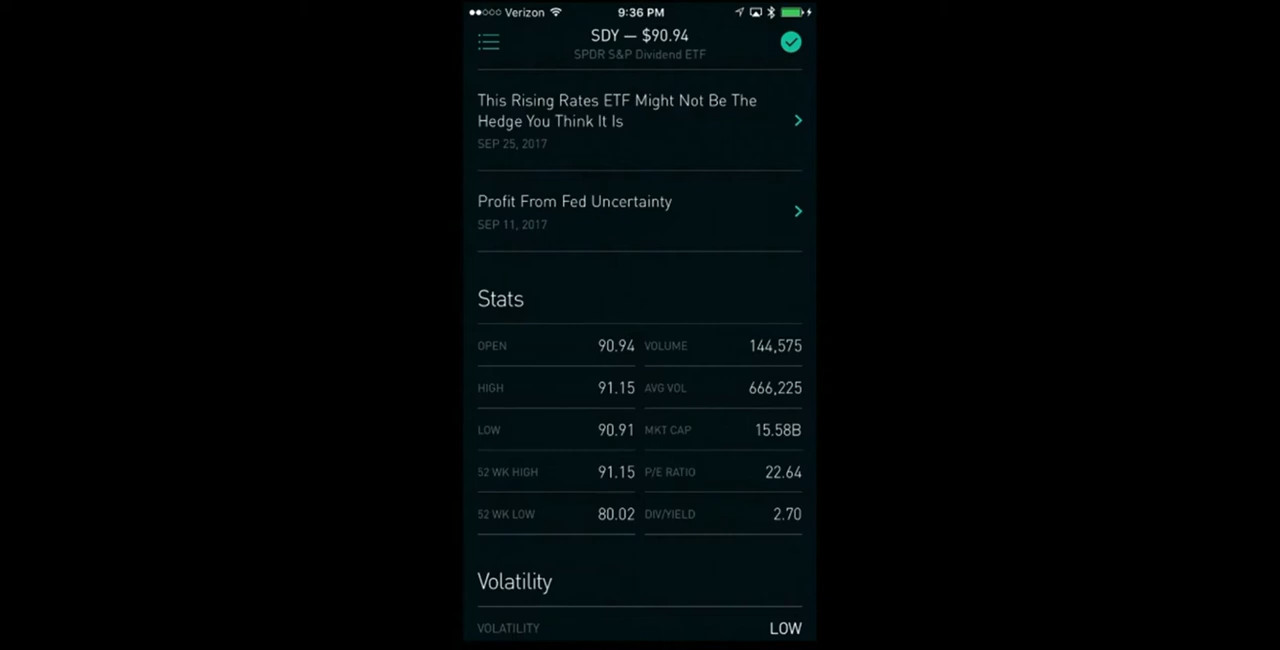 Verizon 9:36 PM
SDY — $90.94
SPDR S&P Dividend ETF
This Rising Rates ETF Might Not Be The
Hedge You Think It Is
SEP 25, 2017
Profit From Fed Uncertainty
SEP 11, 2017
Stats
OPEN 90.94 VOLUME 144,575
HIGH 91.15 AVG VOL 666,225
LOW 90.91 MKT CAP 15.58B
52 WK HIGH 91.15 P/E RATIO 22.64
52 WK LOW 80.02 DIV/YIELD 2.70
Volatility
VOLATILITY LOW